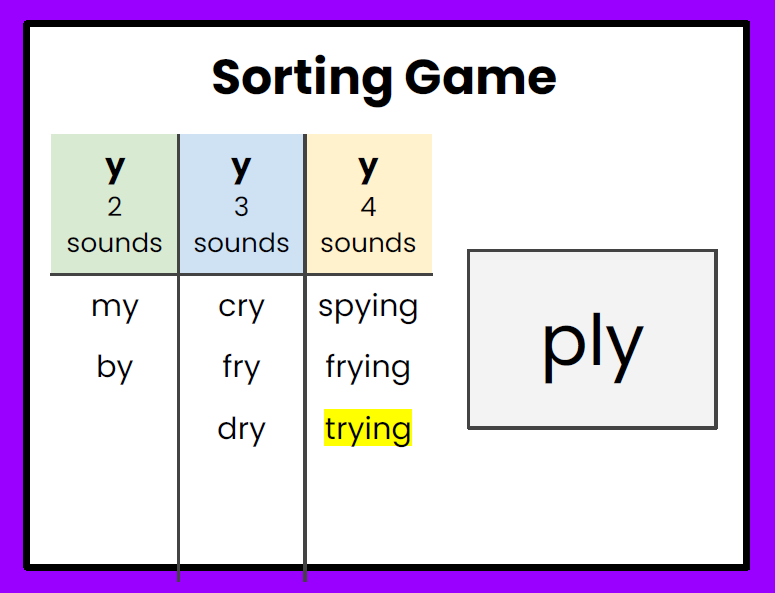 Sorting Game
y y y
2 3 4
sounds sounds sounds
my cry spying
by fry frying
dry trying
ply